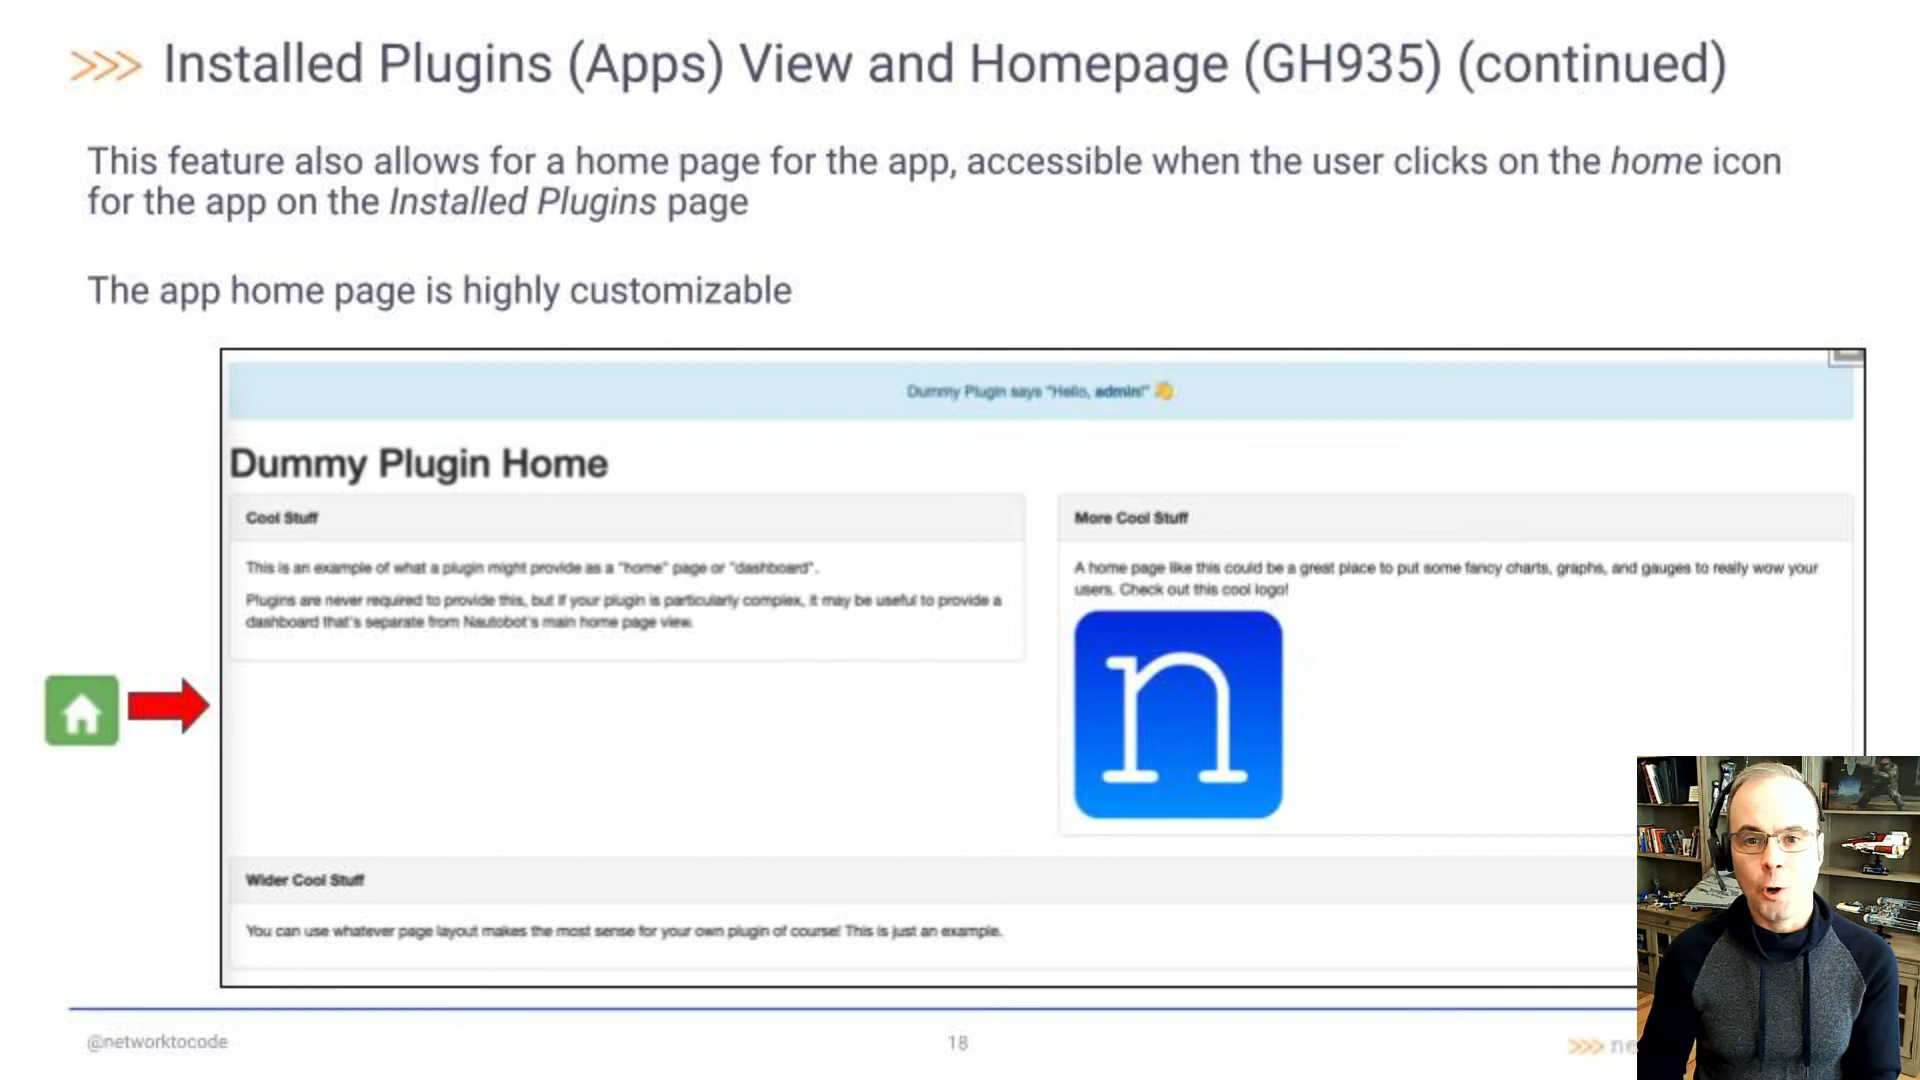 >>> Installed Plugins (Apps) View and Homepage (GH935) (continued)
This feature also allows for a home page for the app, accessible when the user clicks on the home icon
for the app on the Installed Plugins page
The app home page is highly customizable
Dummy Plugin says "Hello, admin!" 👋
Dummy Plugin Home
Cool Stuff
This is an example of what a plugin might provide as a "home" page or "dashboard".
Plugins are never required to provide this, but if your plugin is particularly complex, it may be useful to provide a
dashboard that's separate from Nautobot's main home page view.
More Cool Stuff
A home page like this could be a great place to put some fancy charts, graphs, and gauges to really wow your
users. Check out this cool logo!
n
Wider Cool Stuff
You can use whatever page layout makes the most sense for your own plugin of course! This is just an example.
@networktocode
18
>>> ne